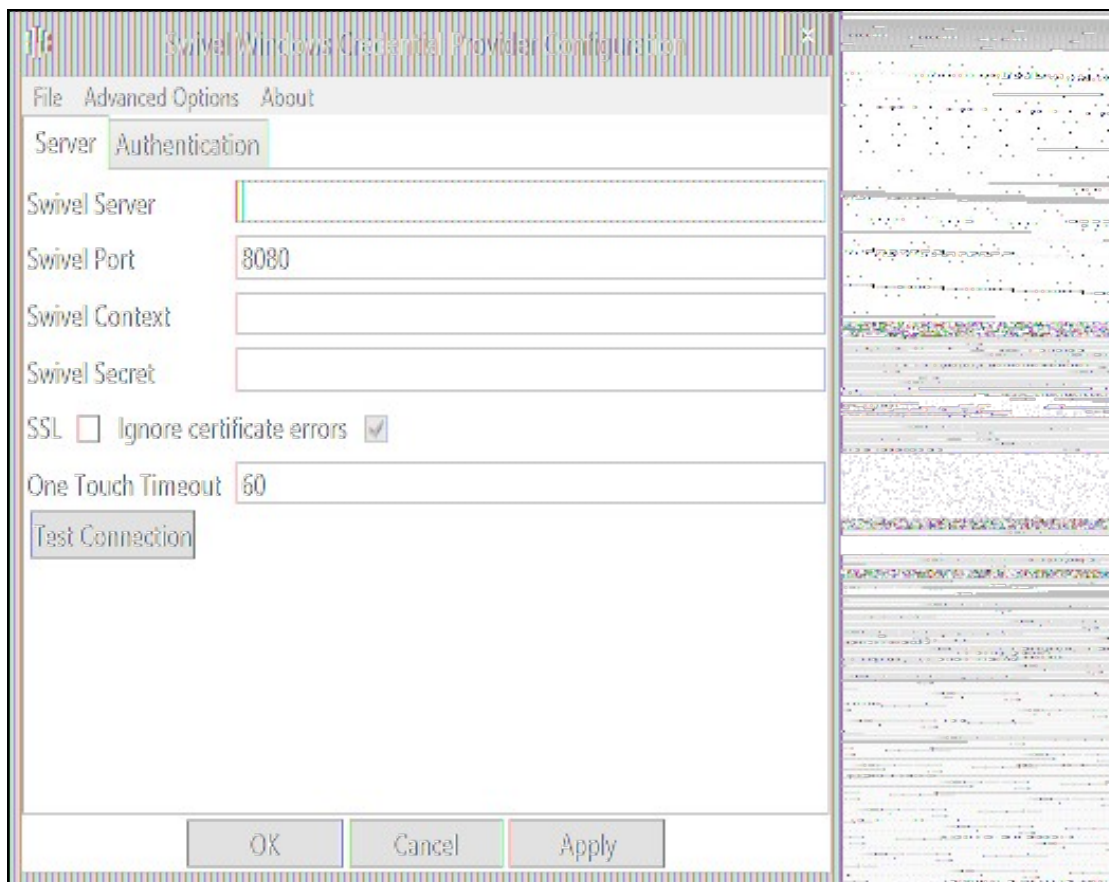 Swivel Windows Credential Provider Configuration
File Advanced Options About
Server Authentication
Swivel Server
Swivel Port 8080
Swivel Context
Swivel Secret
SSL Ignore certificate errors
One Touch Timeout 60
Test Connection
OK Cancel Apply